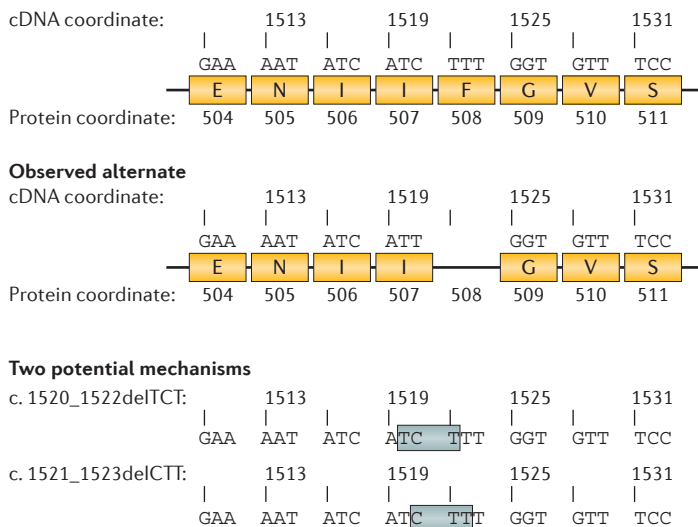 cDNA coordinate: 1513 1519 1525 1531
GAA AAT ATC ATC TTT GGT GTT TCC
E N I I F G V S
Protein coordinate: 504 505 506 507 508 509 510 511
Observed alternate
cDNA coordinate: 1513 1519 1525 1531
GAA AAT ATC ATT GGT GTT TCC
E N I I G V S
Protein coordinate: 504 505 506 507 508 509 510 511
Two potential mechanisms
c. 1520_1522delTCT: 1513 1519 1525 1531
GAA AAT ATC ATC TTT GGT GTT TCC
c. 1521_1523delCTT: 1513 1519 1525 1531
GAA AAT ATC ATC TTT GGT GTT TCC